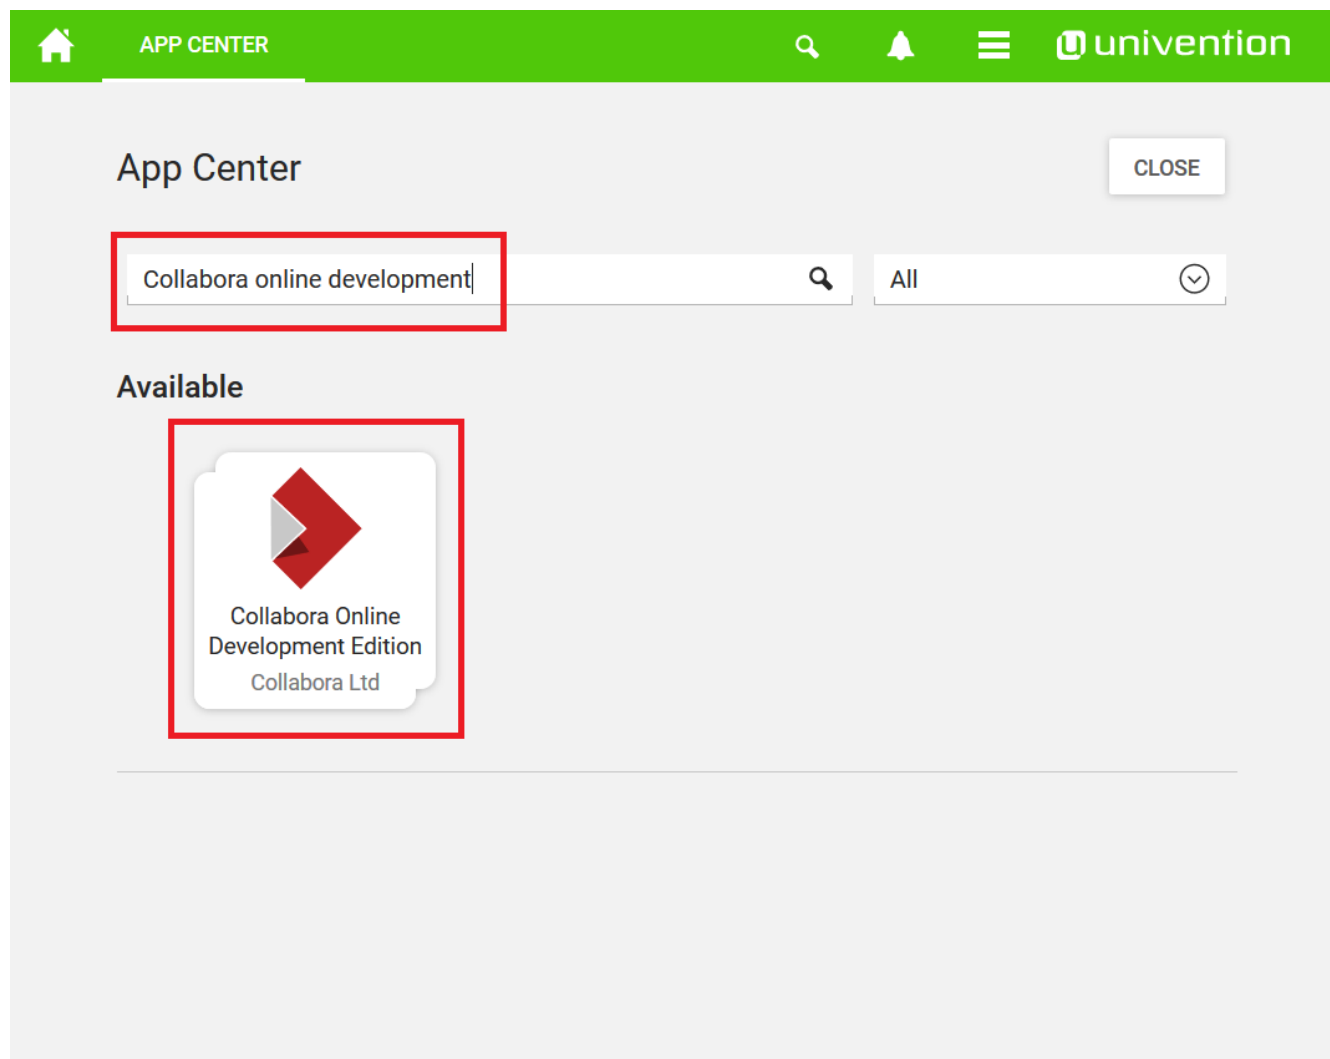 APP CENTER
univention
App Center
CLOSE
Collabora online development
All
Available
Collabora Online
Development Edition
Collabora Ltd